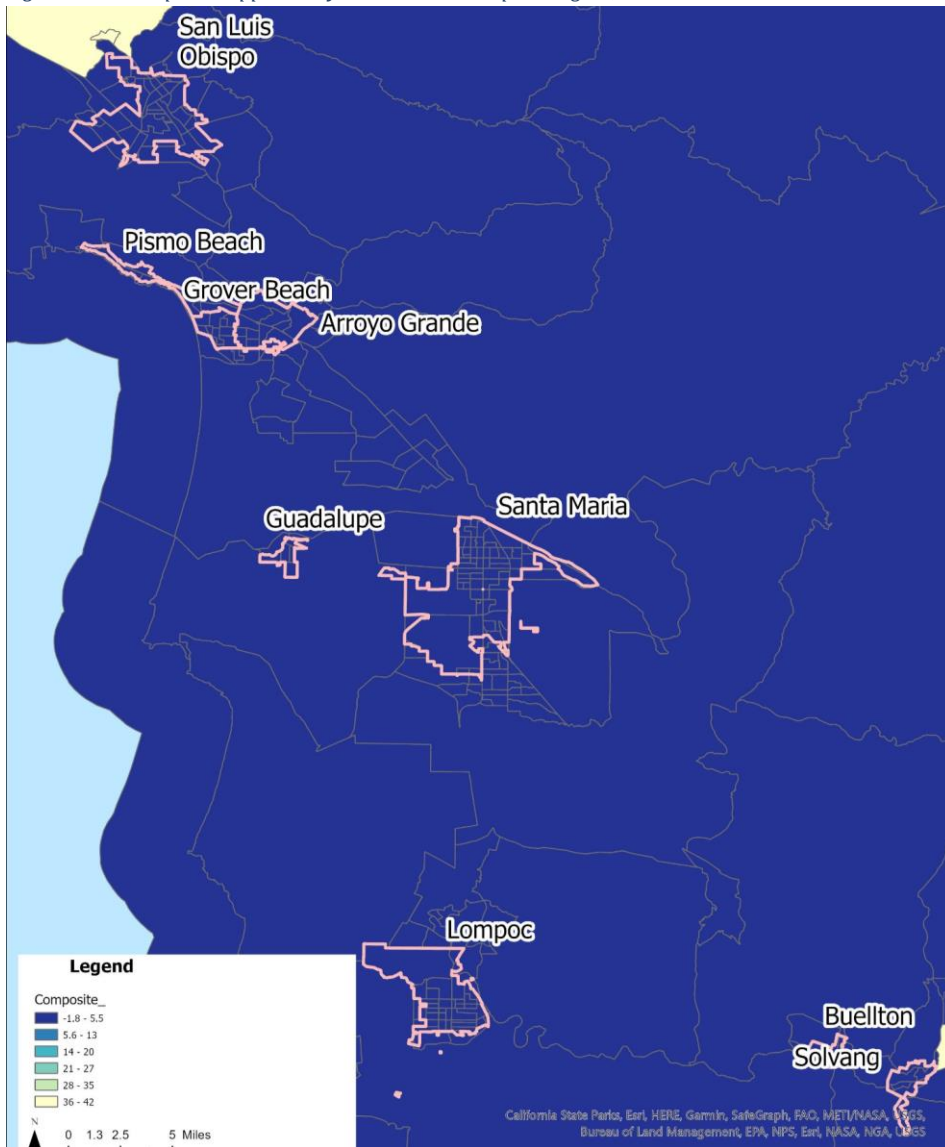 San Luis
Obispo
Pismo Beach
Grover Beach
Arroyo Grande
Santa Maria
Guadalupe
Lompoc
Buellton
Solvang
Legend
Composite_
-1.8 - 5.5
5.6 - 13
14 - 20
21 - 27
28 - 35
36 - 42
N
0 1.3 2.5 5 Miles
California State Parks, Esri, HERE, Garmin, SafeGraph, FAO, METI/NASA, USGS,
Bureau of Land Management, EPA, NPS, Esri, NASA, NGA, USGS